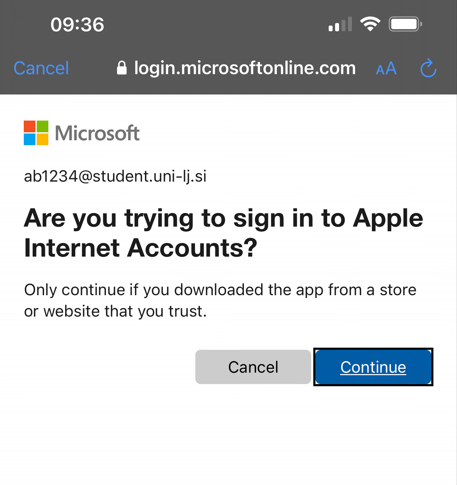 09:36
Cancel login.microsoftonline.com AA
Microsoft
ab1234@student.uni-lj.si
Are you trying to sign in to Apple
Internet Accounts?
Only continue if you downloaded the app from a store
or website that you trust.
Cancel Continue